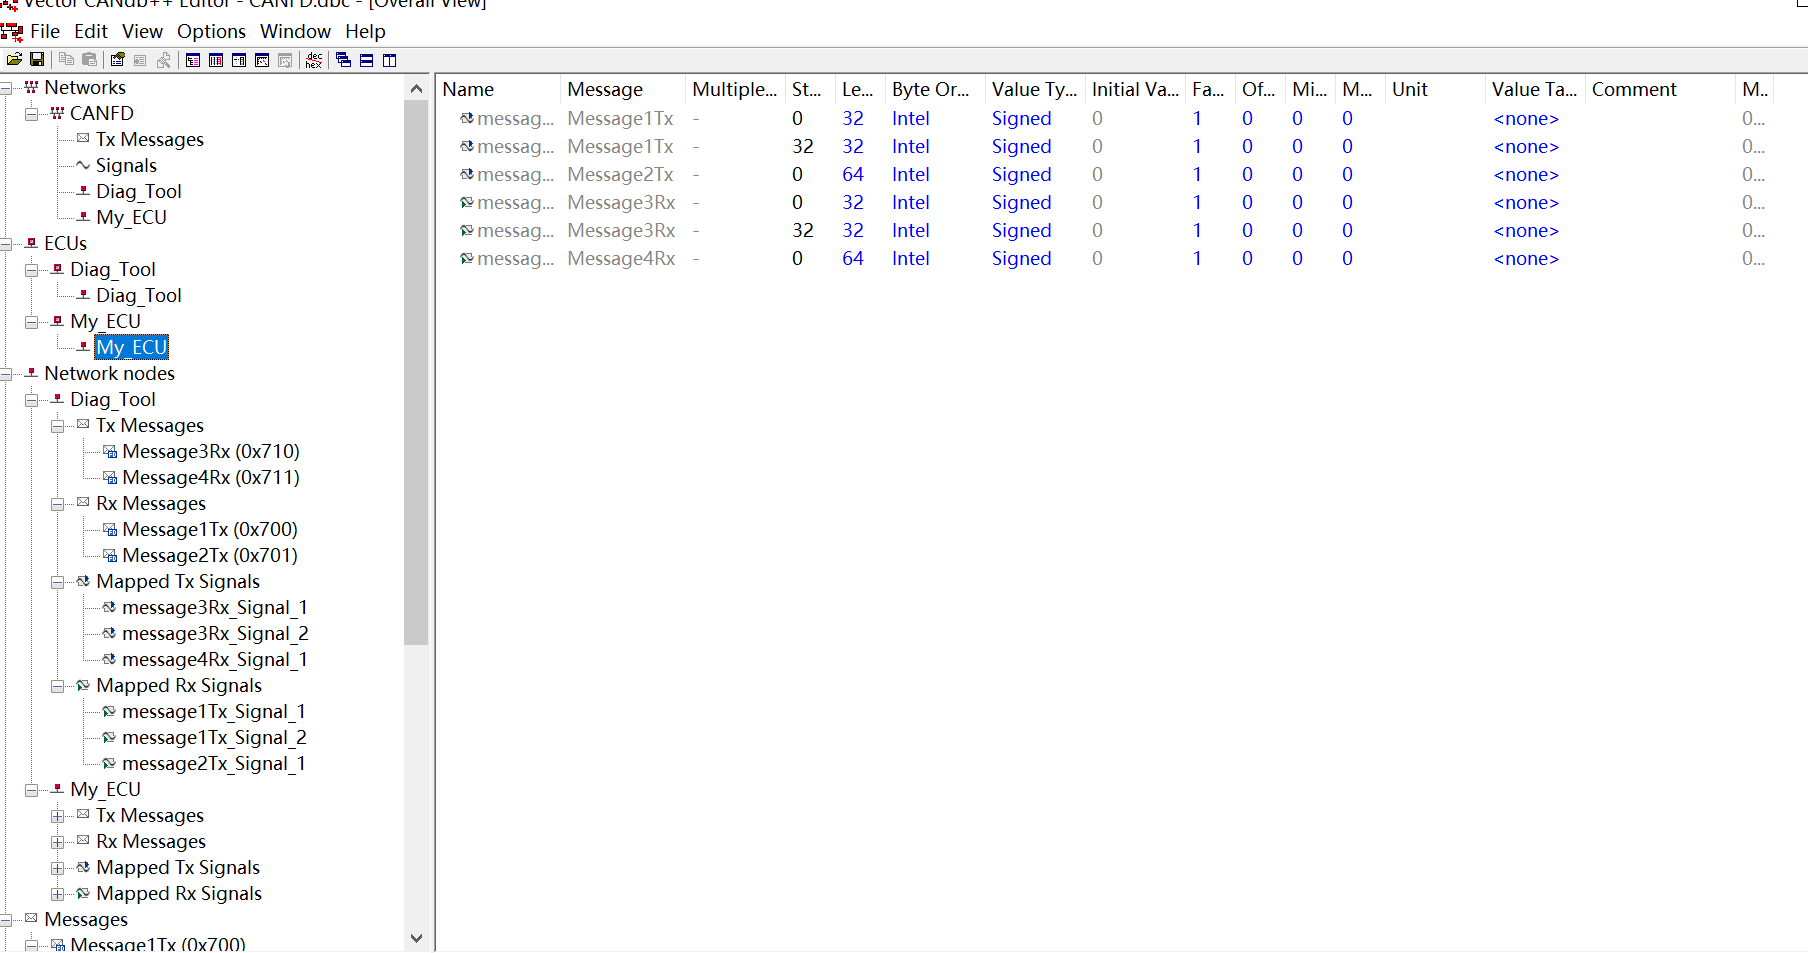 Vector CANdb++ Editor - CANFD.dbc - [Overall View]
File Edit View Options Window Help
dec
hex
Networks
CANFD
Tx Messages
Signals
Diag_Tool
My_ECU
ECUs
Diag_Tool
Diag_Tool
My_ECU
My_ECU
Network nodes
Diag_Tool
Tx Messages
Message3Rx (0x710)
Message4Rx (0x711)
Rx Messages
Message1Tx (0x700)
Message2Tx (0x701)
Mapped Tx Signals
message3Rx_Signal_1
message3Rx_Signal_2
message4Rx_Signal_1
Mapped Rx Signals
message1Tx_Signal_1
message1Tx_Signal_2
message2Tx_Signal_1
My_ECU
Tx Messages
Rx Messages
Mapped Tx Signals
Mapped Rx Signals
Messages
Message1Tx (0x700)
Name Message Multiple... St... Le... Byte Or... Value Ty... Initial Va... Fa... Of... Mi... M... Unit Value Ta... Comment M..
messag... Message1Tx - 0 32 Intel Signed 0 1 0 0 0 <none> 0...
messag... Message1Tx - 32 32 Intel Signed 0 1 0 0 0 <none> 0...
messag... Message2Tx - 0 64 Intel Signed 0 1 0 0 0 <none> 0...
messag... Message3Rx - 0 32 Intel Signed 0 1 0 0 0 <none> 0...
messag... Message3Rx - 32 32 Intel Signed 0 1 0 0 0 <none> 0...
messag... Message4Rx - 0 64 Intel Signed 0 1 0 0 0 <none> 0...